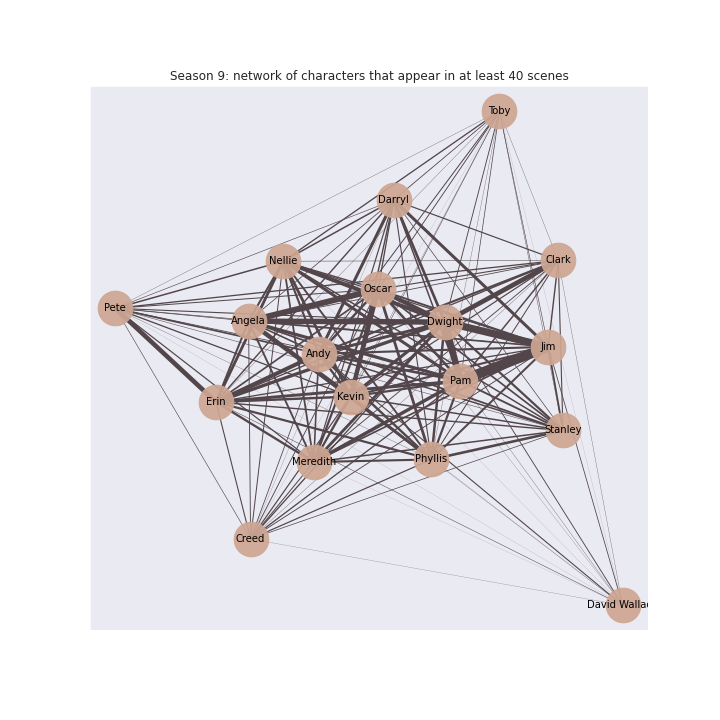 Season 9: network of characters that appear in at least 40 scenes
Toby
Darryl
Nellie
Clark
Oscar
Pete
Angela
Dwight
Jim
Andy
Pam
Kevin
Erin
Stanley
Phyllis
Meredith
Creed
David Wallac